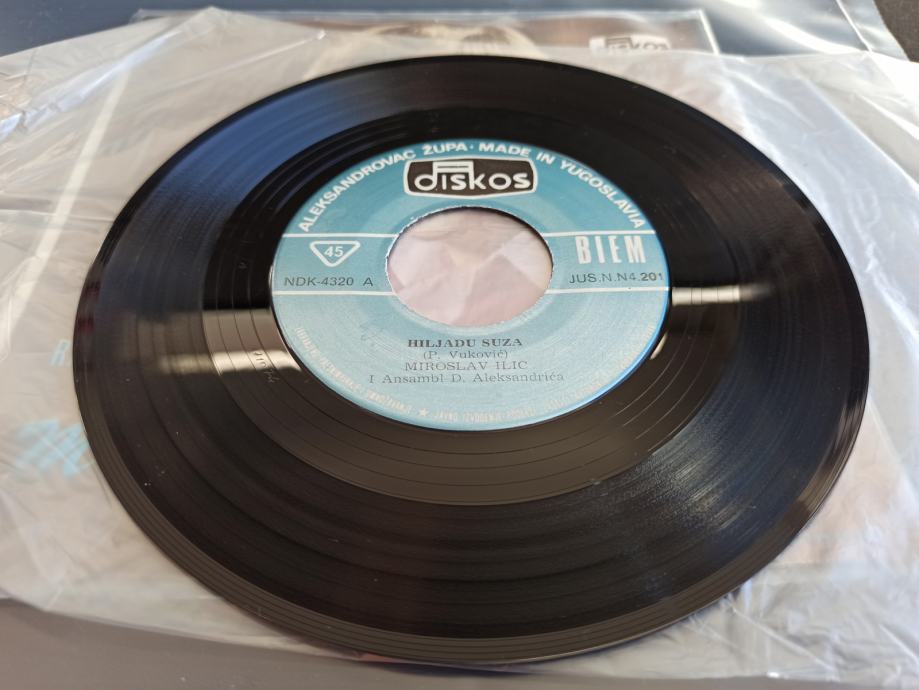 diskos
ALEKSANDROVAC ŽUPA · MADE IN YUGOSLAVIA
diskos
45
BIEM
NDK-4320 A
JUS.N.N4.201
HILJADU SUZA
(P. Vuković)
MIROSLAV ILIC
I Ansambl D. Aleksandrića